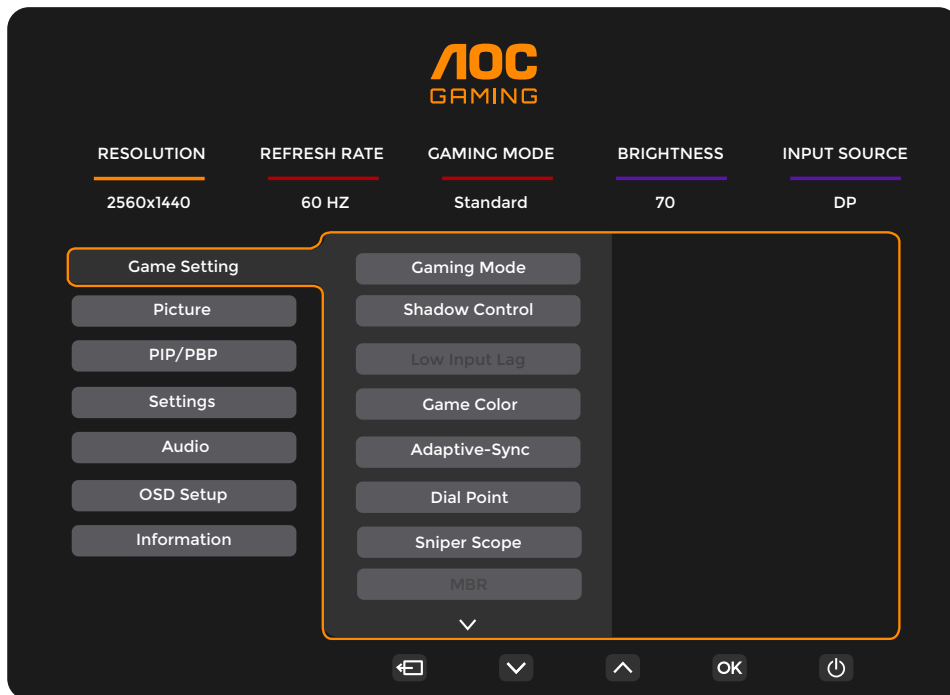 AOC
GAMING
RESOLUTION REFRESH RATE GAMING MODE BRIGHTNESS INPUT SOURCE
2560x1440 60 HZ Standard 70 DP
Game Setting
Picture
PIP/PBP
Settings
Audio
OSD Setup
Information
Gaming Mode
Shadow Control
Low Input Lag
Game Color
Adaptive-Sync
Dial Point
Sniper Scope
MBR
OK